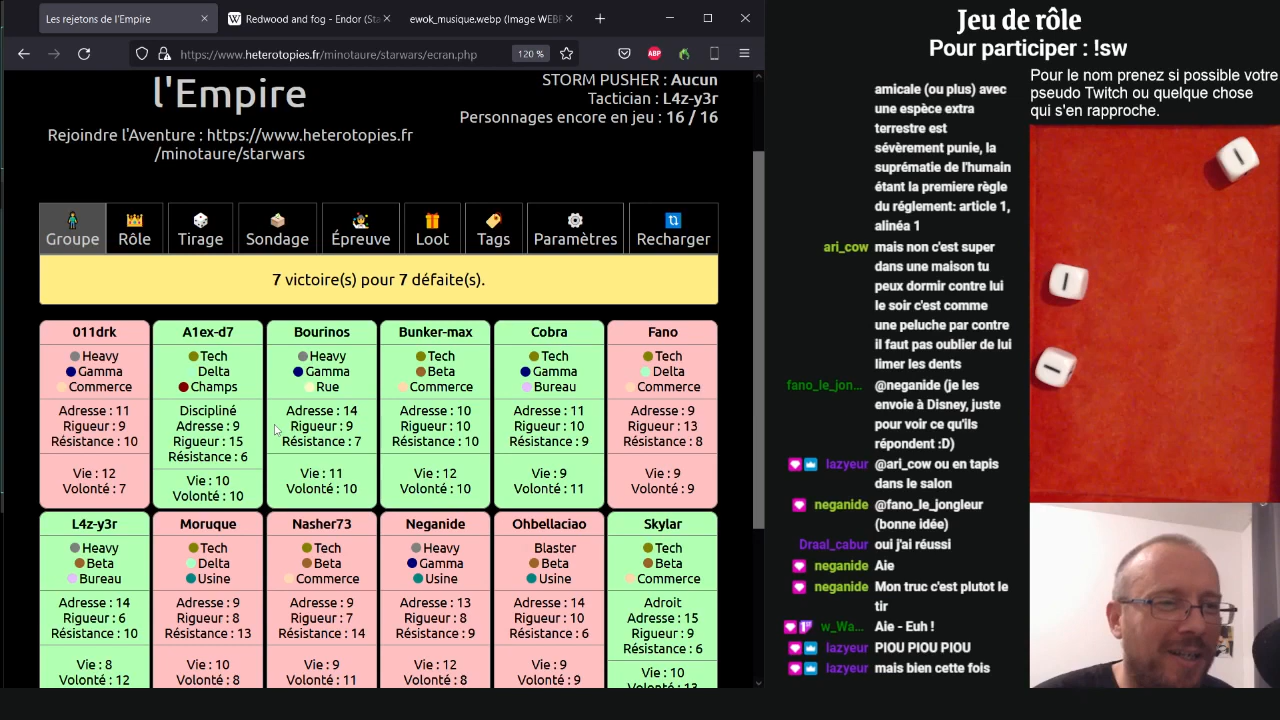 Les rejetons de l'Empire
Redwood and fog - Endor (Sta
ewok_musique.webp (Image WEBP
https://www.heterotopies.fr/minotaure/starwars/ecran.php
120 %
ABP
l'Empire
Rejoindre l'Aventure : https://www.heterotopies.fr
/minotaure/starwars
STORM PUSHER : Aucun
Tactician : L4z-y3r
Personnages encore en jeu : 16 / 16
Groupe Rôle Tirage Sondage Épreuve Loot Tags Paramètres Recharger
7 victoire(s) pour 7 défaite(s).
011drk
Heavy
Gamma
Commerce
Adresse : 11
Rigueur : 9
Résistance : 10
Vie : 12
Volonté : 7
A1ex-d7
Tech
Delta
Champs
Discipliné
Adresse : 9
Rigueur : 15
Résistance : 6
Vie : 10
Volonté : 10
Bourinos
Heavy
Gamma
Rue
Adresse : 14
Rigueur : 9
Résistance : 7
Vie : 11
Volonté : 10
Bunker-max
Tech
Beta
Commerce
Adresse : 10
Rigueur : 10
Résistance : 10
Vie : 12
Volonté : 10
Cobra
Tech
Gamma
Bureau
Adresse : 11
Rigueur : 10
Résistance : 9
Vie : 9
Volonté : 11
Fano
Tech
Delta
Commerce
Adresse : 9
Rigueur : 13
Résistance : 8
Vie : 9
Volonté : 9
L4z-y3r
Heavy
Beta
Bureau
Adresse : 14
Rigueur : 6
Résistance : 10
Vie : 8
Volonté : 12
Moruque
Tech
Delta
Usine
Adresse : 9
Rigueur : 8
Résistance : 13
Vie : 10
Volonté : 8
Nasher73
Tech
Beta
Commerce
Adresse : 9
Rigueur : 7
Résistance : 14
Vie : 9
Volonté : 11
Neganide
Heavy
Gamma
Usine
Adresse : 13
Rigueur : 8
Résistance : 9
Vie : 12
Volonté : 8
Ohbellaciao
Blaster
Beta
Usine
Adresse : 14
Rigueur : 10
Résistance : 6
Vie : 9
Volonté : 9
Skylar
Tech
Beta
Commerce
Adroit
Adresse : 15
Rigueur : 9
Résistance : 6
Vie : 10
Volonté : 13
amicale (ou plus) avec
une espèce extra
terrestre est
sévèrement punie, la
suprématie de l'humain
étant la premiere règle
du réglement: article 1,
alinéa 1
ari_cow mais non c'est super
dans une maison tu
peux dormir contre lui
le soir c'est comme
une peluche par contre
il faut pas oublier de lui
limer les dents
fano_le_jon... @neganide (je les
envoie à Disney, juste
pour voir ce qu'ils
répondent :D)
lazyeur @ari_cow ou en tapis
dans le salon
neganide @fano_le_jongleur
(bonne idée)
Draal_cabur oui j'ai réussi
neganide Aie
neganide Mon truc c'est plutot le
tir
w_Wa... Aie - Euh !
lazyeur PIOU PIOU PIOU
lazyeur mais bien cette fois
Jeu de rôle
Pour participer : !sw
Pour le nom prenez si possible votre
pseudo Twitch ou quelque chose
qui s'en rapproche.